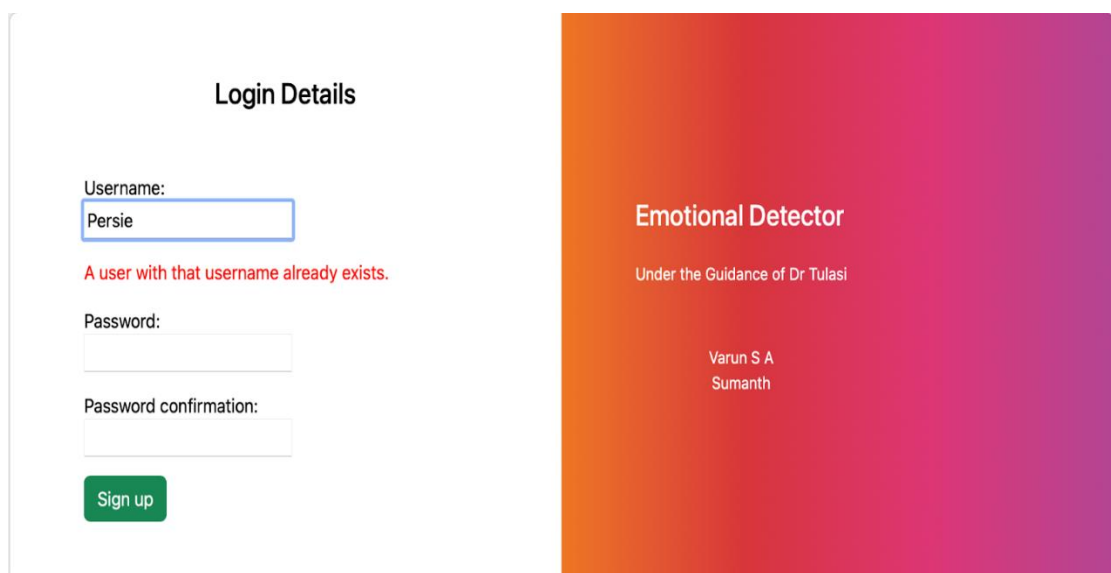 Login Details
Username:
Persie
A user with that username already exists.
Password:
Password confirmation:
Sign up
Emotional Detector
Under the Guidance of Dr Tulasi
Varun S A
Sumanth